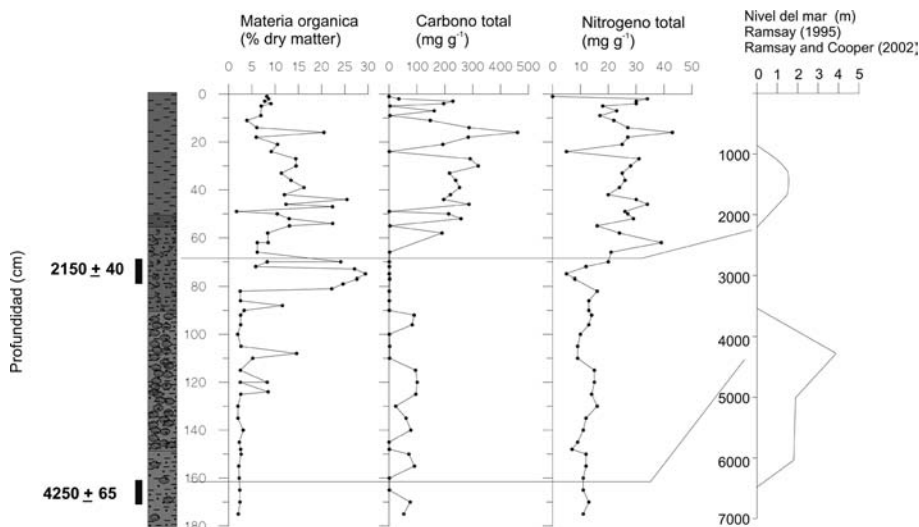 Materia organica
(% dry matter)
Carbono total
(mg g-1)
Nitrogeno total
(mg g-1)
Nivel del mar (m)
Ramsay (1995)
Ramsay and Cooper (2002)
0 5 10 15 20 25 30
0 100 200 300 400 500
0 10 20 30 40 50
0 1 2 3 4 5
0
20
40
60
80
100
120
140
160
180
Profundidad (cm)
2150 ± 40
4250 ± 65
1000
2000
3000
4000
5000
6000
7000